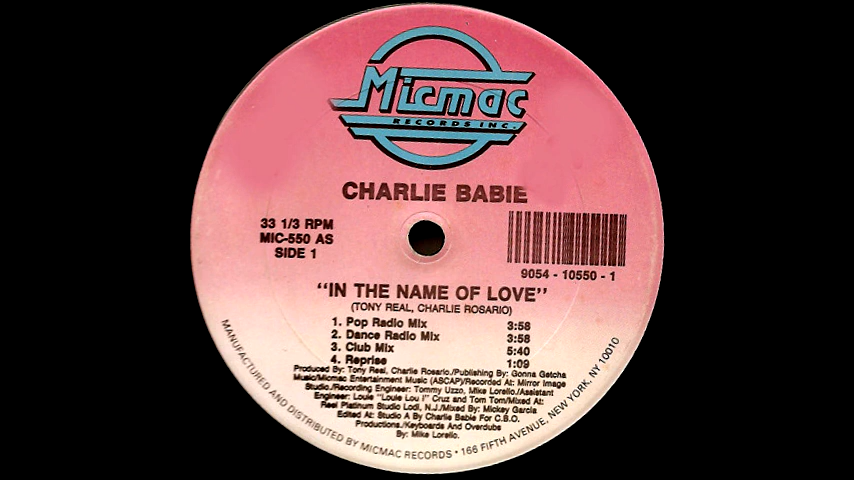 Micmac
RECORDS INC.
CHARLIE BABIE
33 1/3 RPM
MIC-550 AS
SIDE 1
9054 - 10550 - 1
"IN THE NAME OF LOVE"
(TONY REAL, CHARLIE ROSARIO)
1. Pop Radio Mix 3:58
2. Dance Radio Mix 3:58
3. Club Mix 5:40
4. Reprise 1:09
Produced By: Tony Real, Charlie Rosario./Publishing By: Gonna Getcha
Music/Micmac Entertainment Music (ASCAP)/Recorded At: Mirror Image
Studio./Recording Engineer: Tommy Uzzo, Mike Lorello./Assistant
Engineer: Louie "Louie Lou !" Cruz and Tom Tom/Mixed At:
Reel Platinum Studio Lodi, N.J./Mixed By: Mickey Garcia
Edited At: Studio A By Charlie Babie For C.B.O.
Productions./Keyboards And Overdubs
By: Mike Lorello.
MANUFACTURED AND DISTRIBUTED BY MICMAC RECORDS • 166 FIFTH AVENUE, NEW YORK, NY 10010